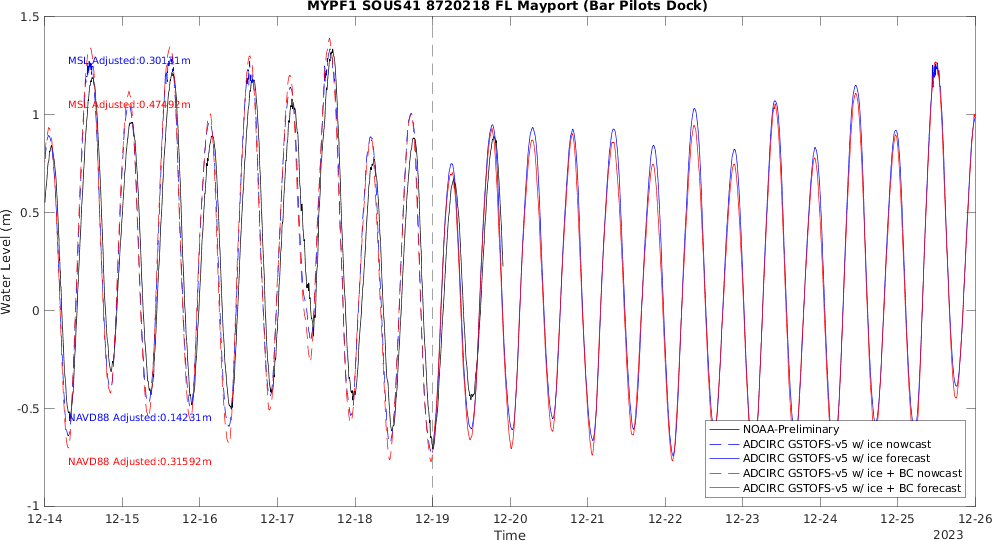 MYPF1 SOUS41 8720218 FL Mayport (Bar Pilots Dock)
1.5
1
0.5
0
-0.5
-1
Water Level (m)
MSL Adjusted:0.30131m
MSL Adjusted:0.47492m
NAVD88 Adjusted:0.14231m
NAVD88 Adjusted:0.31592m
NOAA-Preliminary
ADCIRC GSTOFS-v5 w/ ice nowcast
ADCIRC GSTOFS-v5 w/ ice forecast
ADCIRC GSTOFS-v5 w/ ice + BC nowcast
ADCIRC GSTOFS-v5 w/ ice + BC forecast
12-14 12-15 12-16 12-17 12-18 12-19 12-20 12-21 12-22 12-23 12-24 12-25 12-26
Time
2023